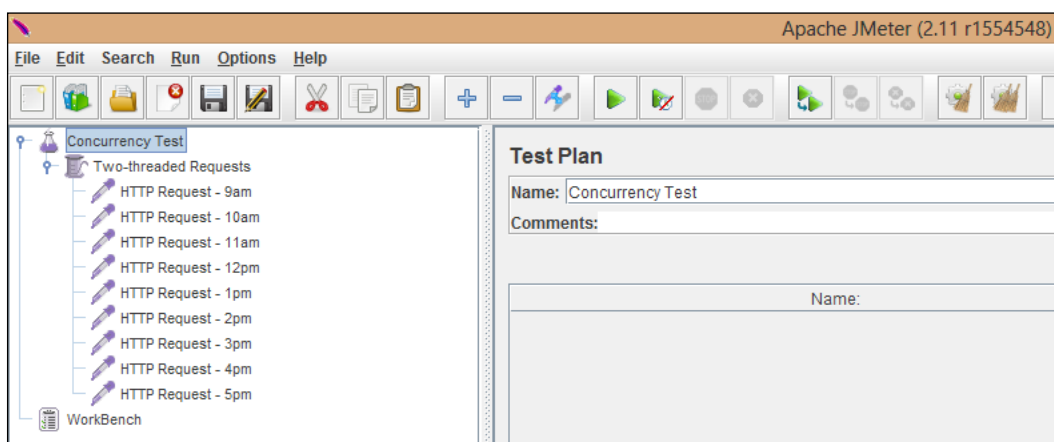 Apache JMeter (2.11 r1554548)
File Edit Search Run Options Help
Concurrency Test
Two-threaded Requests
HTTP Request - 9am
HTTP Request - 10am
HTTP Request - 11am
HTTP Request - 12pm
HTTP Request - 1pm
HTTP Request - 2pm
HTTP Request - 3pm
HTTP Request - 4pm
HTTP Request - 5pm
WorkBench
Test Plan
Name: Concurrency Test
Comments:
Name: